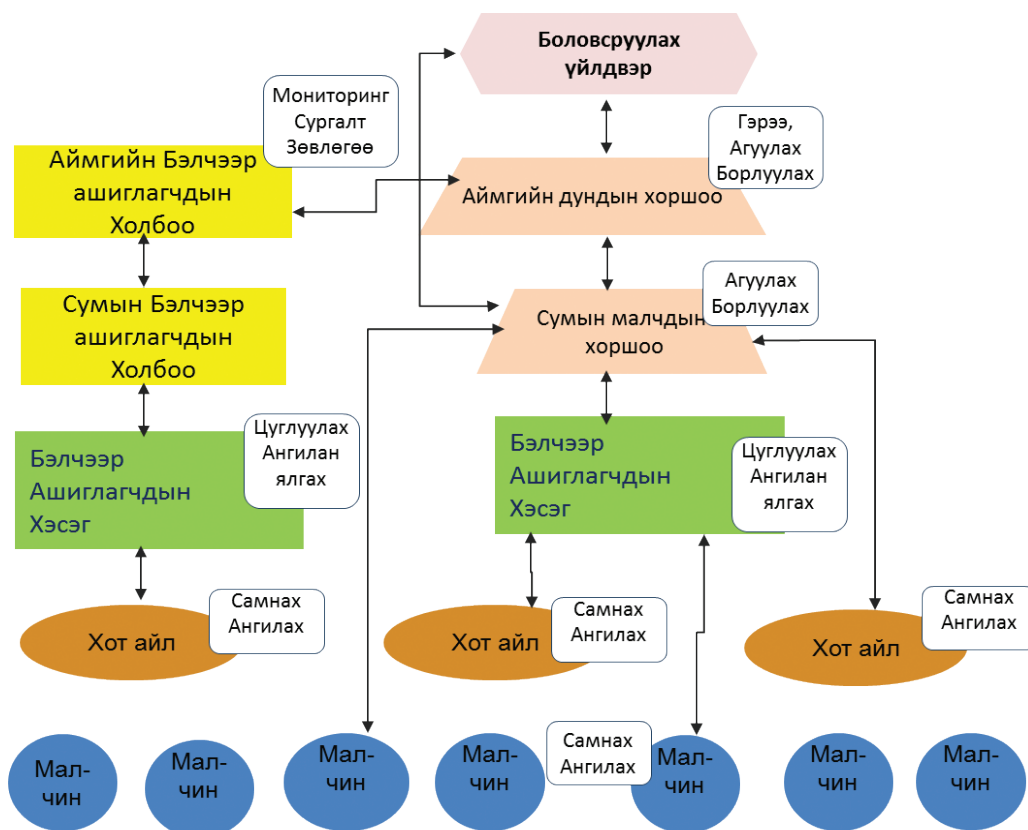 Боловсруулах
үйлдвэр
Мониторинг
Сургалт
Зөвлөгөө
Гэрээ,
Агуулах
Борлуулах
Аймгийн Бэлчээр
ашиглагчдын
Холбоо
Аймгийн дундын хоршоо
Агуулах
Борлуулах
Сумын Бэлчээр
ашиглагчдын
Холбоо
Сумын малчдын
хоршоо
Цуглуулах
Ангилан
ялгах
Бэлчээр
Ашиглагчдын
Хэсэг
Бэлчээр
Ашиглагчдын
Хэсэг
Цуглуулах
Ангилан
ялгах
Самнах
Ангилах
Хот айл
Самнах
Ангилах
Хот айл
Самнах
Ангилах
Хот айл
Самнах
Ангилах
Мал-
чин
Мал-
чин
Мал-
чин
Мал-
чин
Мал-
чин
Мал-
чин
Мал-
чин